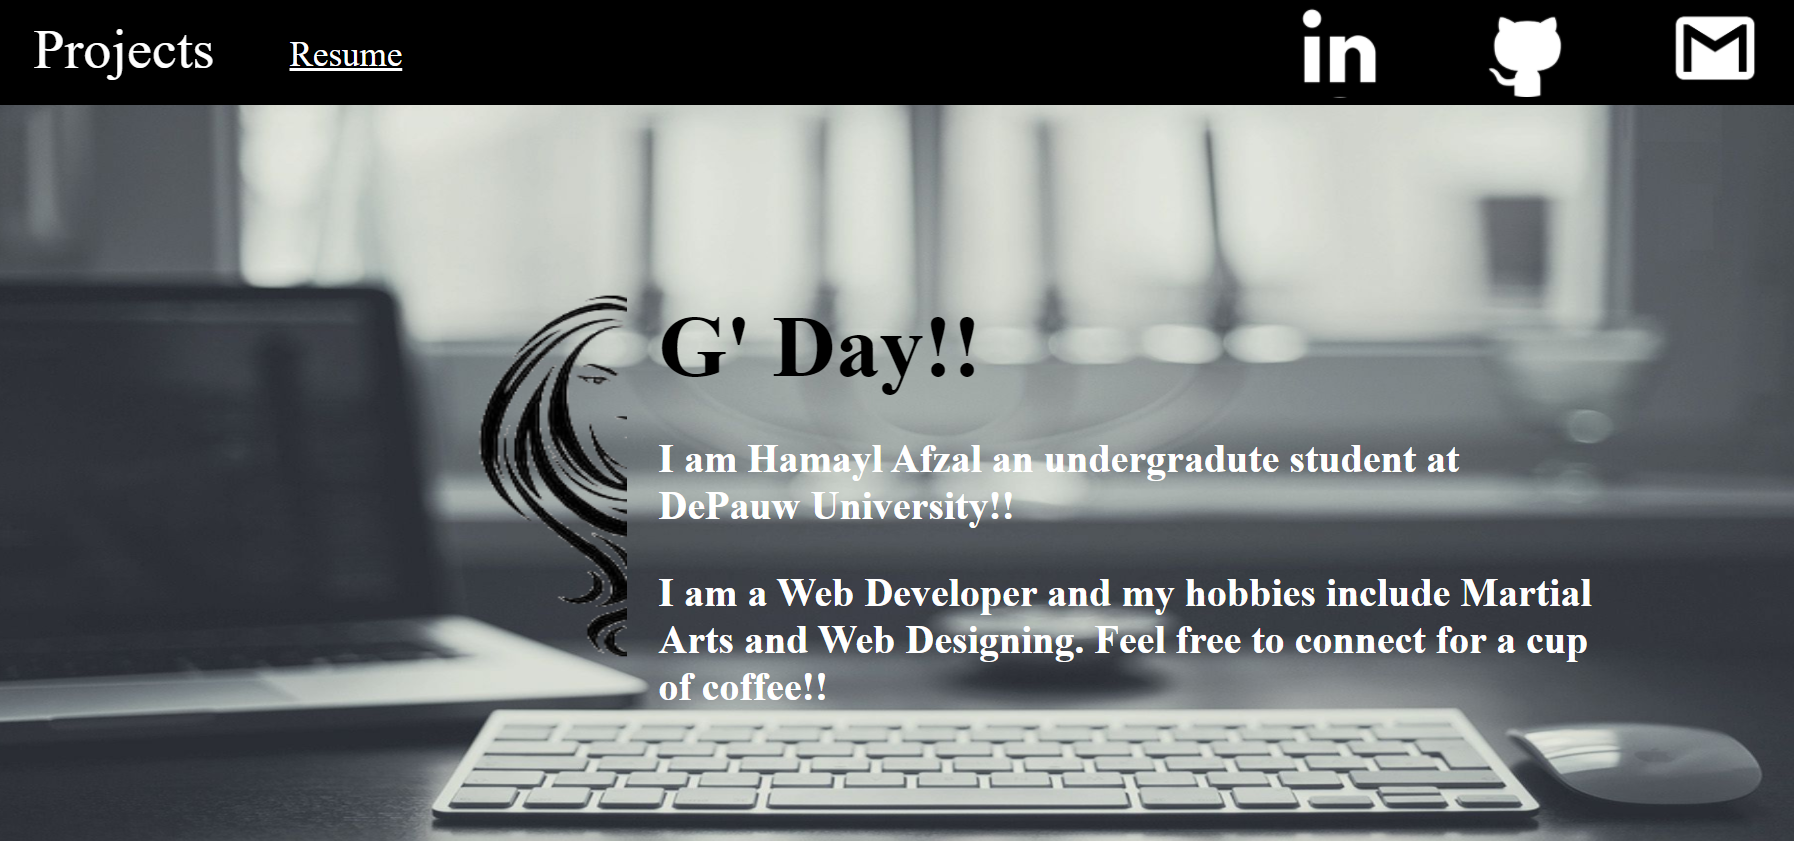 Projects
Resume
in
G' Day!!
I am Hamayl Afzal an undergradute student at
DePauw University!!
I am a Web Developer and my hobbies include Martial
Arts and Web Designing. Feel free to connect for a cup
of coffee!!